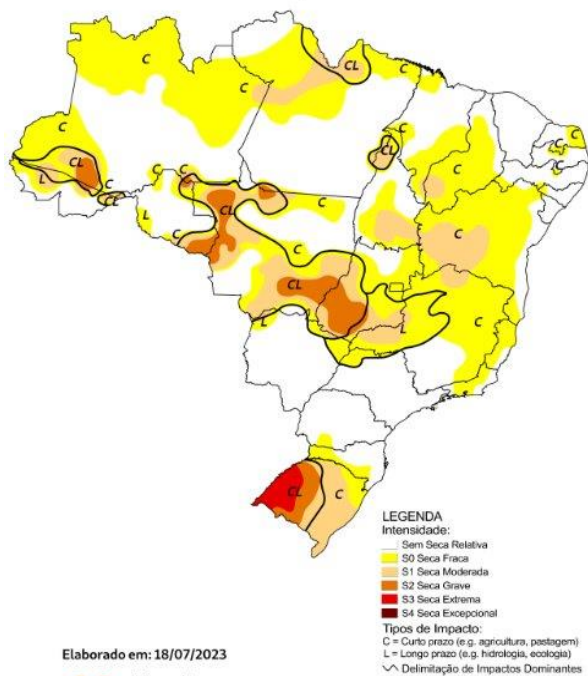 C
CL
C
C
C
C
CL
C
C
C
CL
C
C
CL
C
L
CL
C
C
C
CL
C
L
L
CL
C
LEGENDA
Intensidade:
Sem Seca Relativa
S0 Seca Fraca
S1 Seca Moderada
S2 Seca Grave
S3 Seca Extrema
S4 Seca Excepcional
Tipos de Impacto:
C = Curto prazo (e.g. agricultura, pastagem)
L = Longo prazo (e.g. hidrologia, ecologia)
Delimitação de Impactos Dominantes
Elaborado em: 18/07/2023